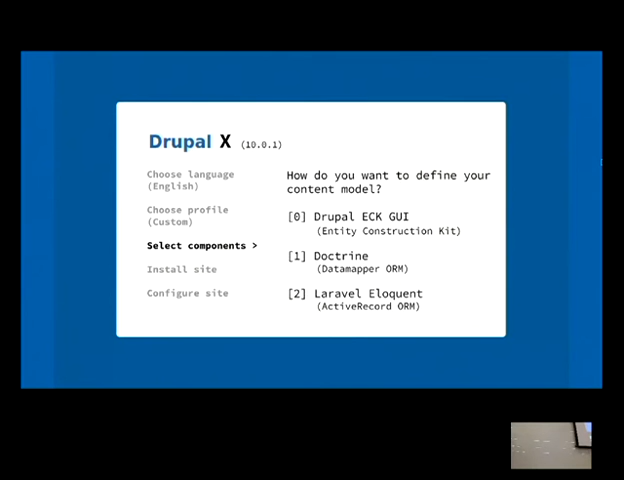 Drupal X (10.0.1)
Choose language
(English)
Choose profile
(Custom)
Select components >
Install site
Configure site
How do you want to define your
content model?
[0] Drupal ECK GUI
(Entity Construction Kit)
[1] Doctrine
(Datamapper ORM)
[2] Laravel Eloquent
(ActiveRecord ORM)